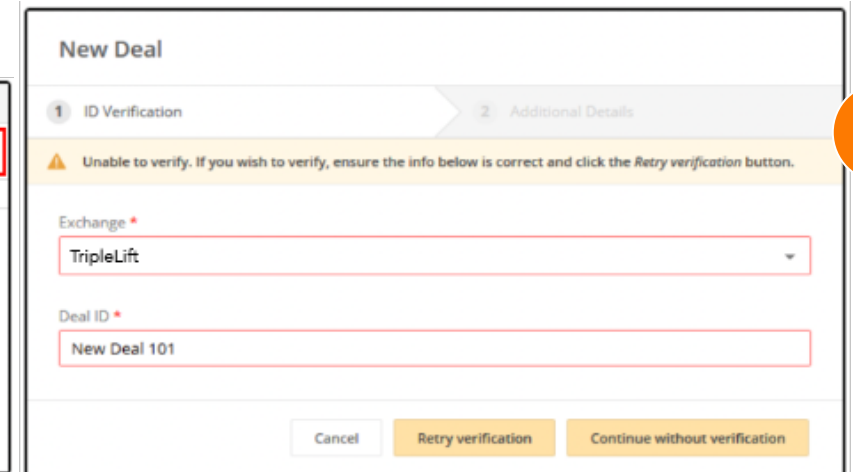 New Deal
1 ID Verification
2 Additional Details
Unable to verify. If you wish to verify, ensure the info below is correct and click the Retry verification button.
Exchange *
TripleLift
Deal ID *
New Deal 101
Cancel Retry verification Continue without verification